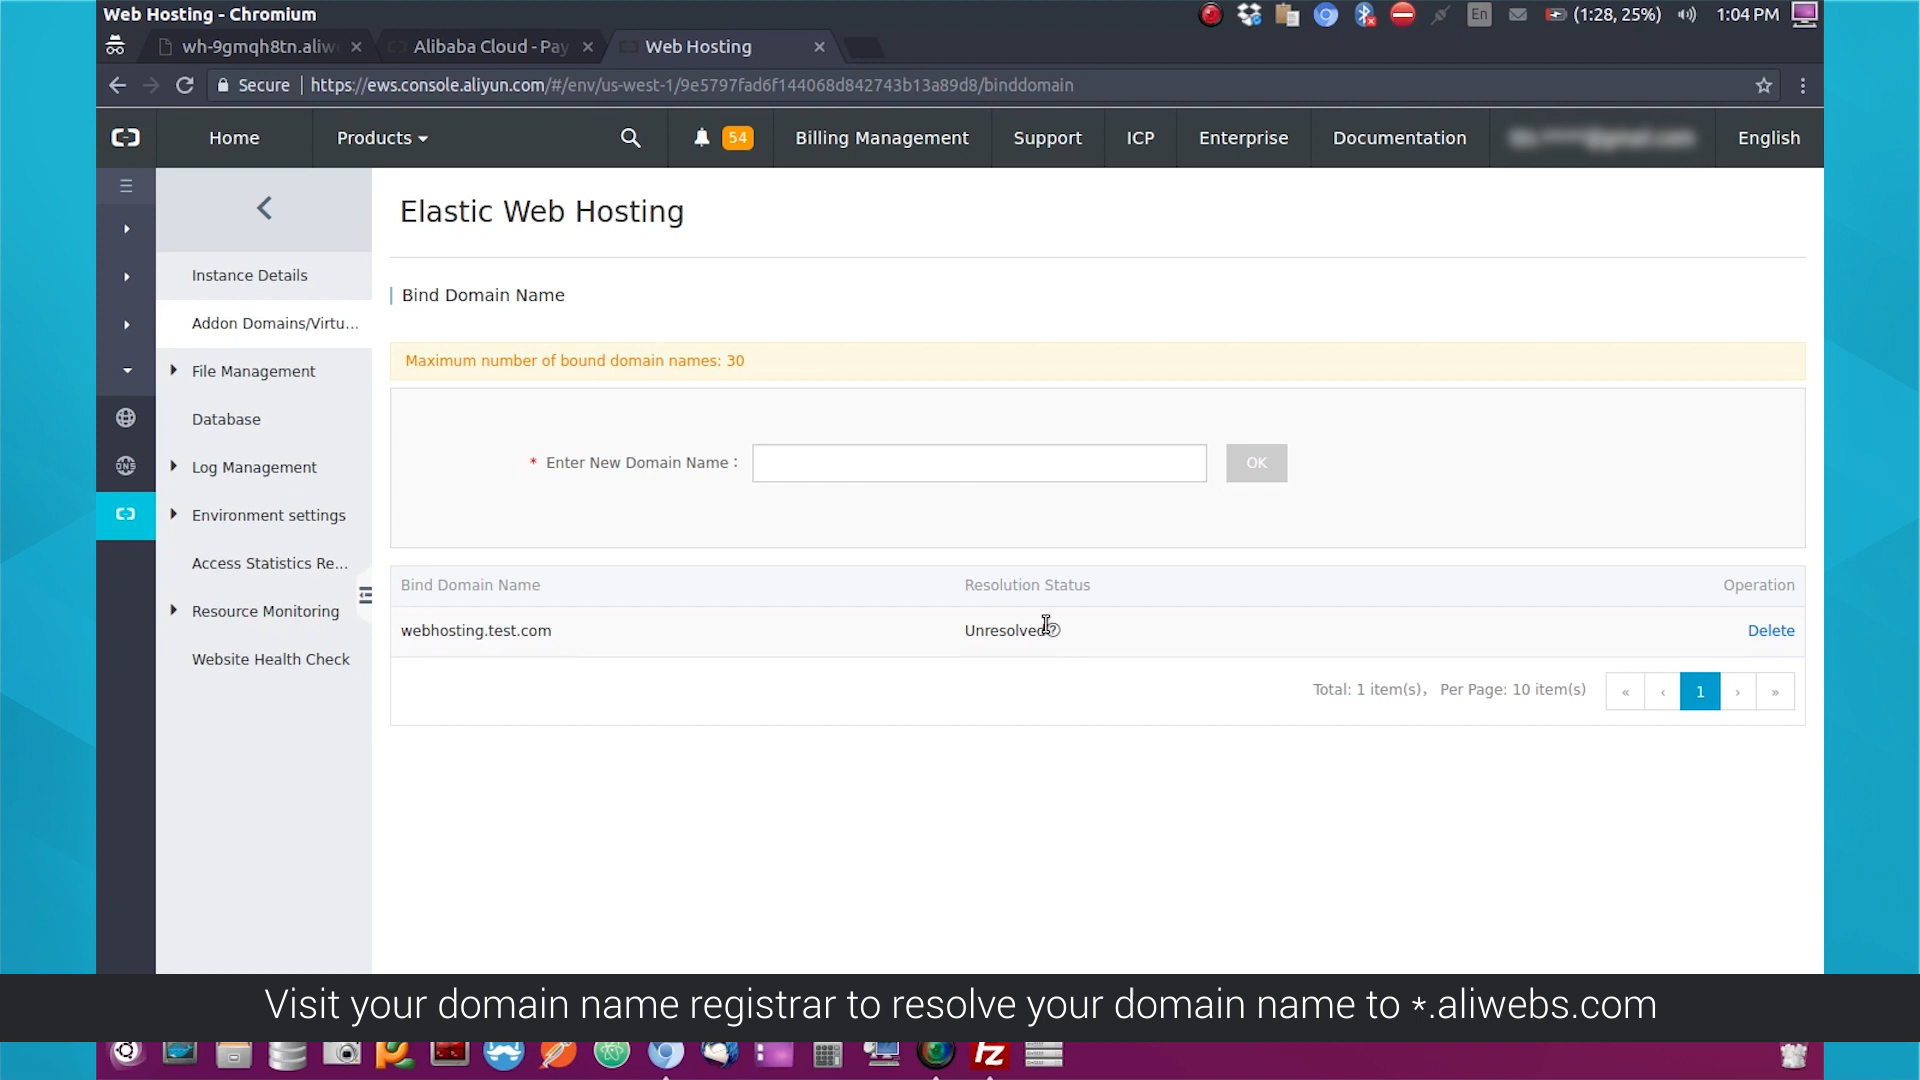 Web Hosting - Chromium
En
(1:28, 25%)
1:04 PM
wh-9gmqh8tn.aliw
Alibaba Cloud - Pay
Web Hosting
Secure
https://ews.console.aliyun.com/#/env/us-west-1/9e5797fad6f144068d842743b13a89d8/binddomain
Home
Products
54
Billing Management
Support
ICP
Enterprise
Documentation
English
Elastic Web Hosting
Instance Details
Bind Domain Name
Addon Domains/Virtu...
Maximum number of bound domain names: 30
File Management
Database
* Enter New Domain Name :
OK
DNS
Log Management
Environment settings
Access Statistics Re...
Bind Domain Name
Resolution Status
Operation
Resource Monitoring
webhosting.test.com
Unresolved
Delete
Website Health Check
Total: 1 item(s), Per Page: 10 item(s)
« ‹ 1 › »
Visit your domain name registrar to resolve your domain name to *.aliwebs.com